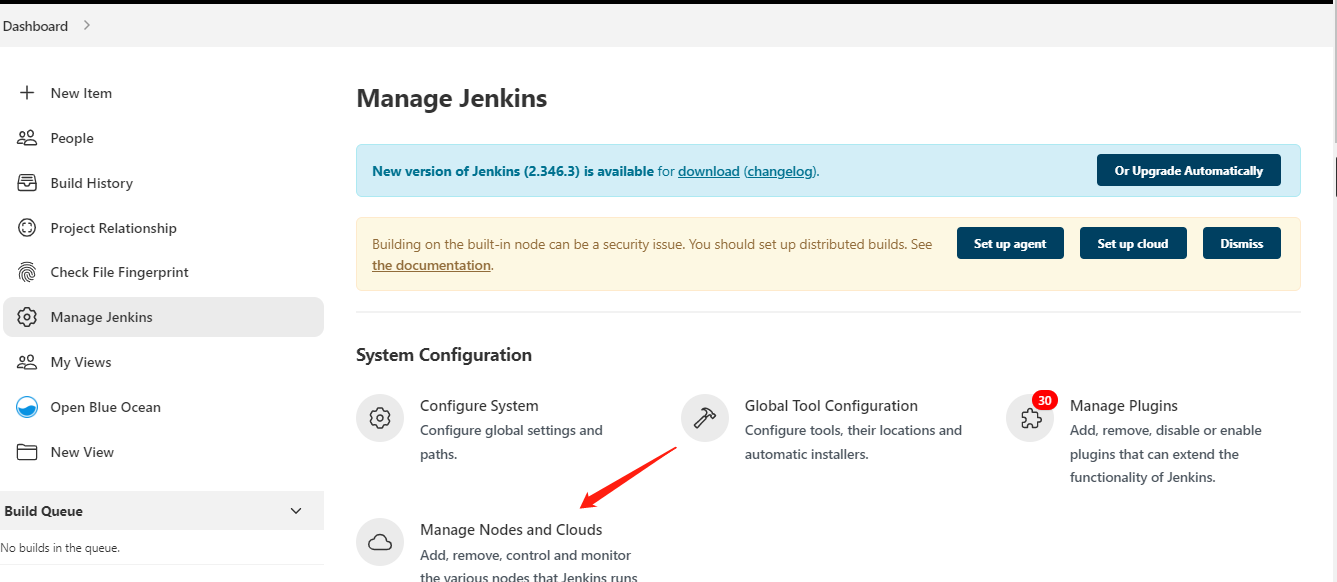 Dashboard
New Item
People
Build History
Project Relationship
Check File Fingerprint
Manage Jenkins
My Views
Open Blue Ocean
New View
Build Queue
No builds in the queue.
Manage Jenkins
New version of Jenkins (2.346.3) is available for download (changelog).
Or Upgrade Automatically
Building on the built-in node can be a security issue. You should set up distributed builds. See
the documentation.
Set up agent
Set up cloud
Dismiss
System Configuration
Configure System
Configure global settings and
paths.
Global Tool Configuration
Configure tools, their locations and
automatic installers.
30
Manage Plugins
Add, remove, disable or enable
plugins that can extend the
functionality of Jenkins.
Manage Nodes and Clouds
Add, remove, control and monitor
the various nodes that Jenkins runs